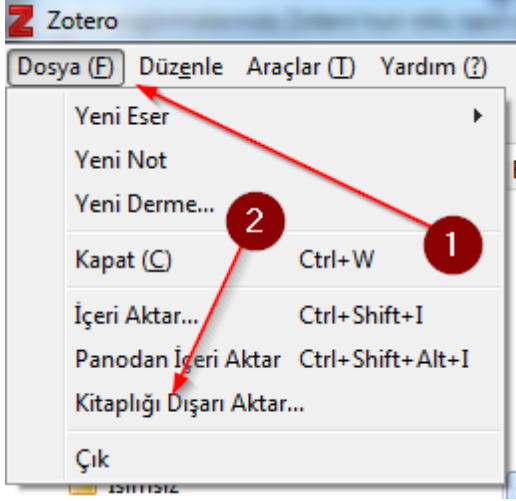 Zotero
Dosya (F) Düzenle Araçlar (T) Yardım (?)
Yeni Eser
Yeni Not
Yeni Derme...
2
1
Kapat (C) Ctrl+W
İçeri Aktar... Ctrl+Shift+I
Panodan İçeri Aktar Ctrl+Shift+Alt+I
Kitaplığı Dışarı Aktar...
Çık